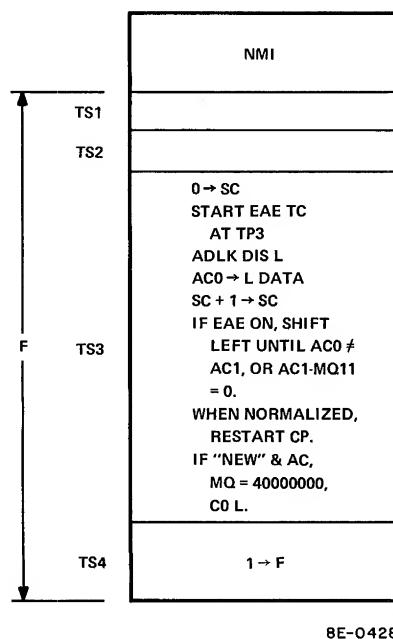 NMI
TS1
TS2
0 → SC
START EAE TC
AT TP3
ADLK DIS L
AC0 → L DATA
SC + 1 → SC
IF EAE ON, SHIFT
LEFT UNTIL AC0 ≠
AC1, OR AC1-MQ11
= 0.
WHEN NORMALIZED,
RESTART CP.
IF "NEW" & AC,
MQ = 40000000,
C0 L.
F
TS3
TS4
1 → F
8E-0428